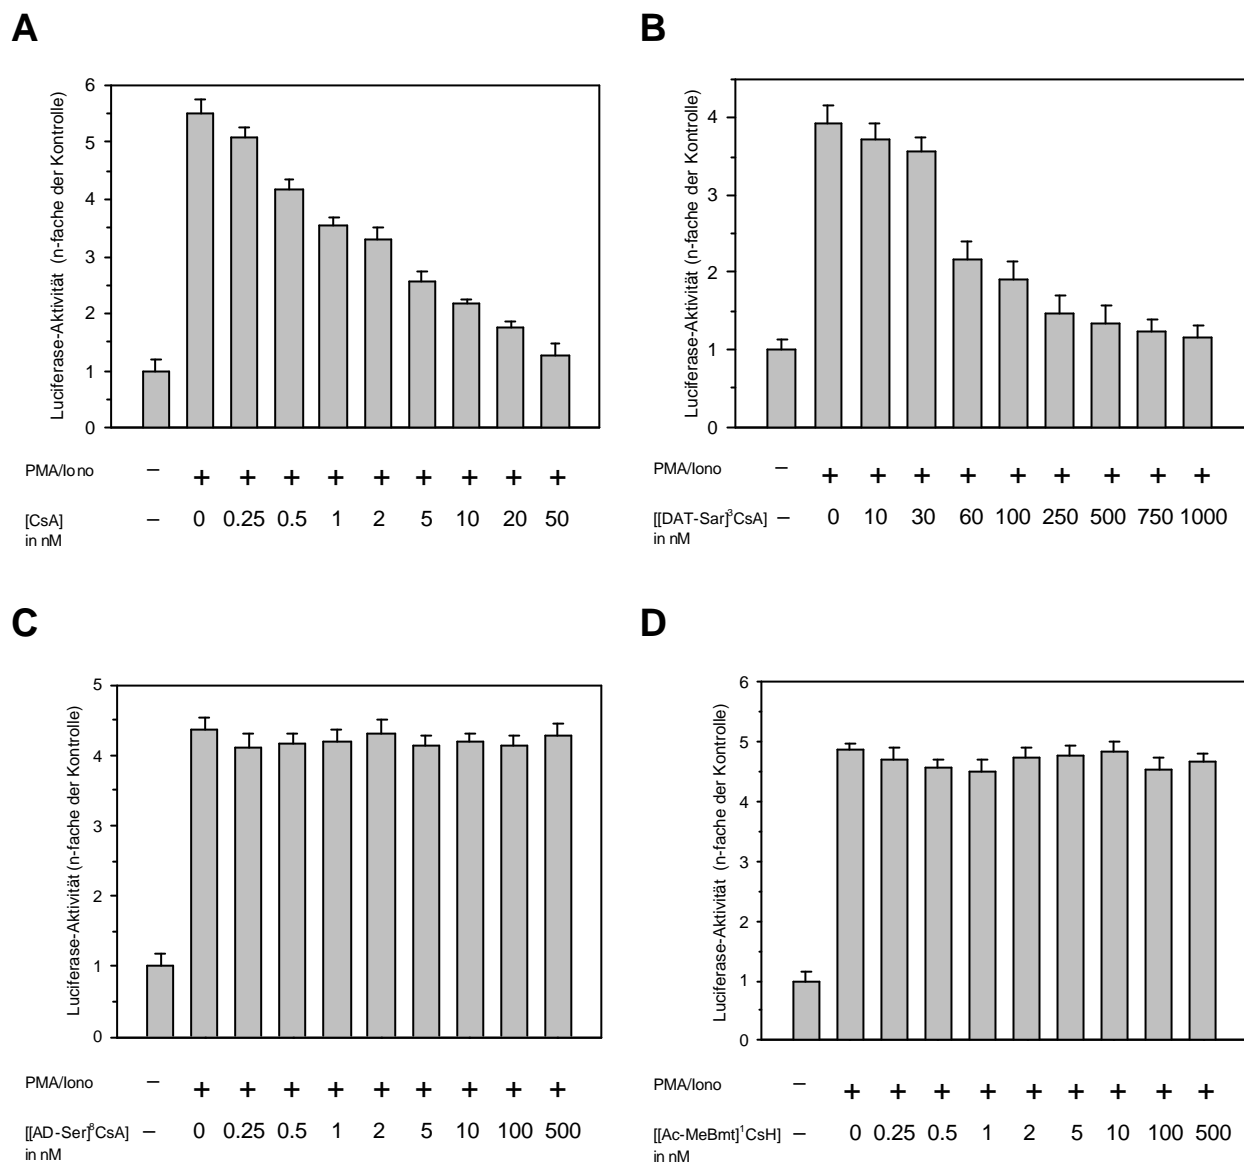 A
Luciferase-Aktivität (n-fache der Kontrolle)
6
5
4
3
2
1
0
PMA/Iono – + + + + + + + + +
[CsA] – 0 0.25 0.5 1 2 5 10 20 50
in nM
B
Luciferase-Aktivität (n-fache der Kontrolle)
4
3
2
1
0
PMA/Iono – + + + + + + + + +
[[DAT-Sar]³CsA] – 0 10 30 60 100 250 500 750 1000
in nM
C
Luciferase-Aktivität (n-fache der Kontrolle)
5
4
3
2
1
0
PMA/Iono – + + + + + + + + +
[[AD-Ser]⁸CsA] – 0 0.25 0.5 1 2 5 10 100 500
in nM
D
Luciferase-Aktivität (n-fache der Kontrolle)
6
5
4
3
2
1
0
PMA/Iono – + + + + + + + + +
[[Ac-MeBmt]¹CsH] – 0 0.25 0.5 1 2 5 10 100 500
in nM